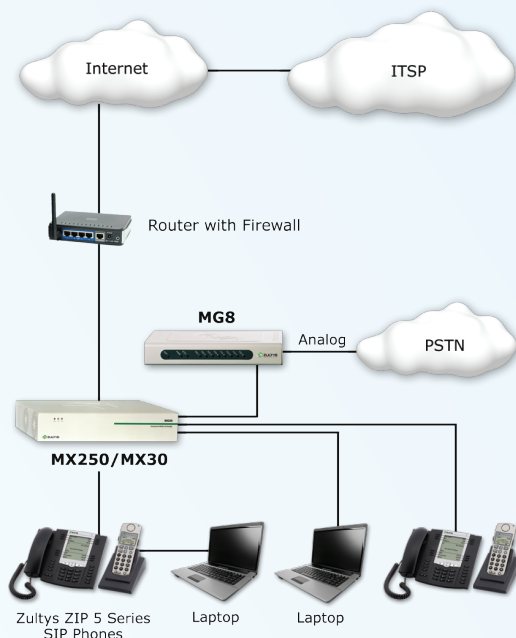 Internet
ITSP
Router with Firewall
MG8
Analog
PSTN
MX250/MX30
Zultys ZIP 5 Series
SIP Phones
Laptop
Laptop